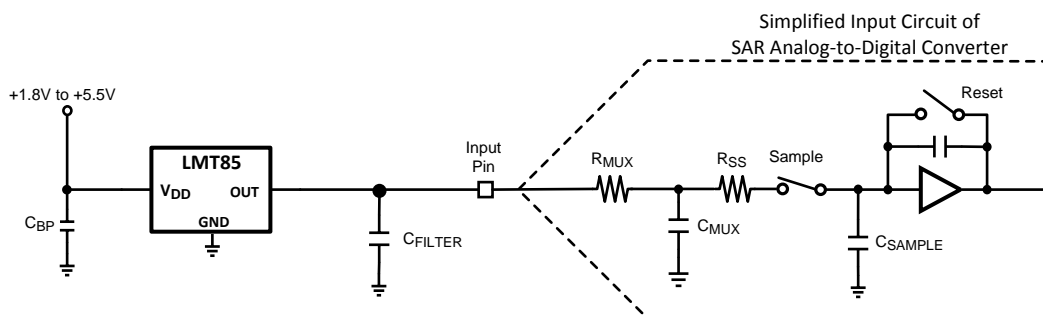 Simplified Input Circuit of
SAR Analog-to-Digital Converter
+1.8V to +5.5V
Reset
LMT85
Input
Pin
RMUX
RSS
Sample
VDD
OUT
GND
CBP
CFILTER
CMUX
CSAMPLE